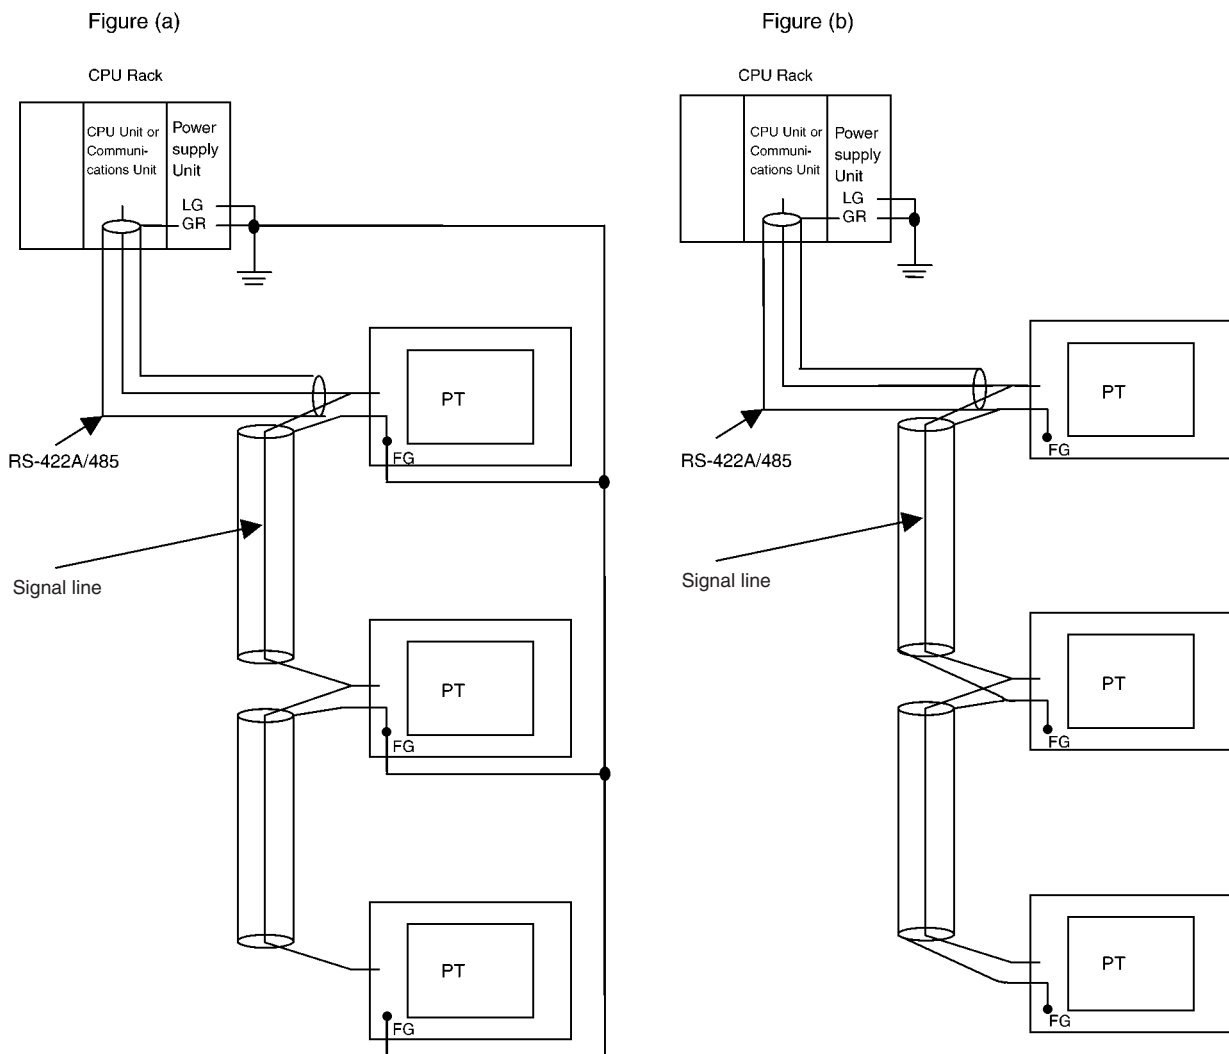 Figure (a)
CPU Rack
CPU Unit or
Communi-
cations Unit
Power
supply
Unit
LG
GR
PT
FG
RS-422A/485
Signal line
PT
FG
PT
FG
Figure (b)
CPU Rack
CPU Unit or
Communi-
cations Unit
Power
supply
Unit
LG
GR
PT
FG
RS-422A/485
Signal line
PT
FG
PT
FG